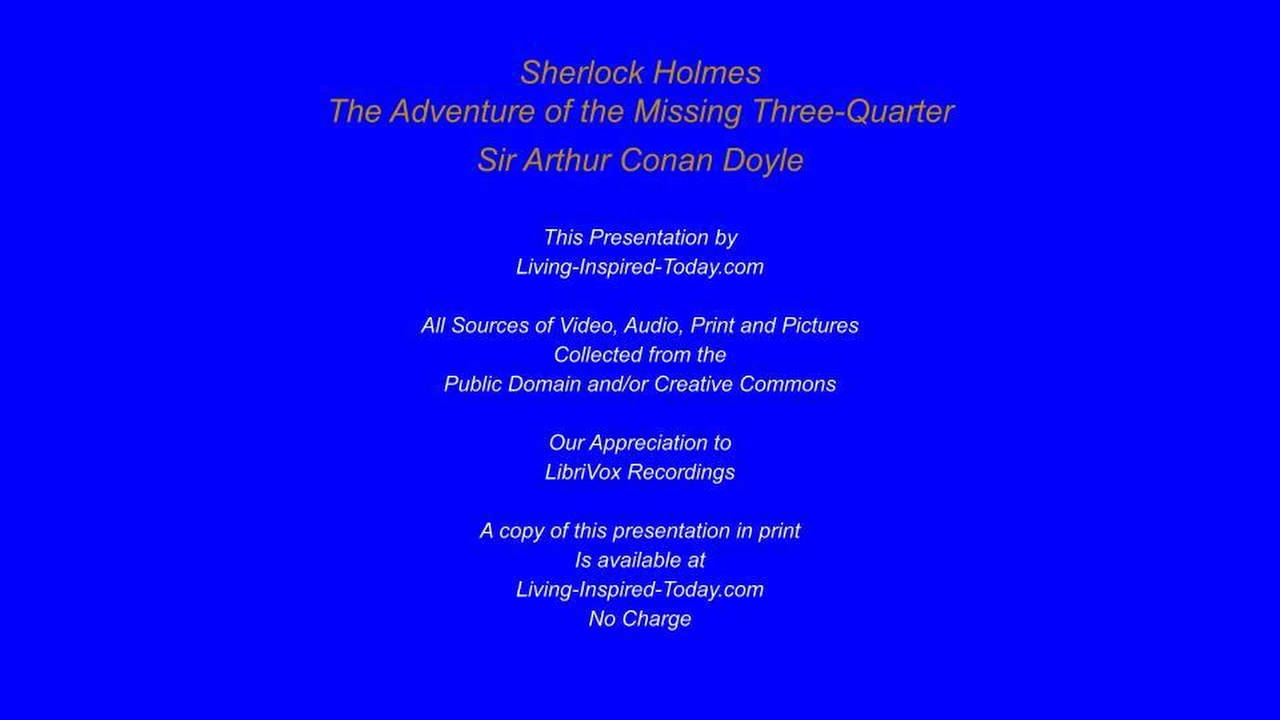 Sherlock Holmes
The Adventure of the Missing Three-Quarter
Sir Arthur Conan Doyle
This Presentation by
Living-Inspired-Today.com
All Sources of Video, Audio, Print and Pictures
Collected from the
Public Domain and/or Creative Commons
Our Appreciation to
LibriVox Recordings
A copy of this presentation in print
Is available at
Living-Inspired-Today.com
No Charge